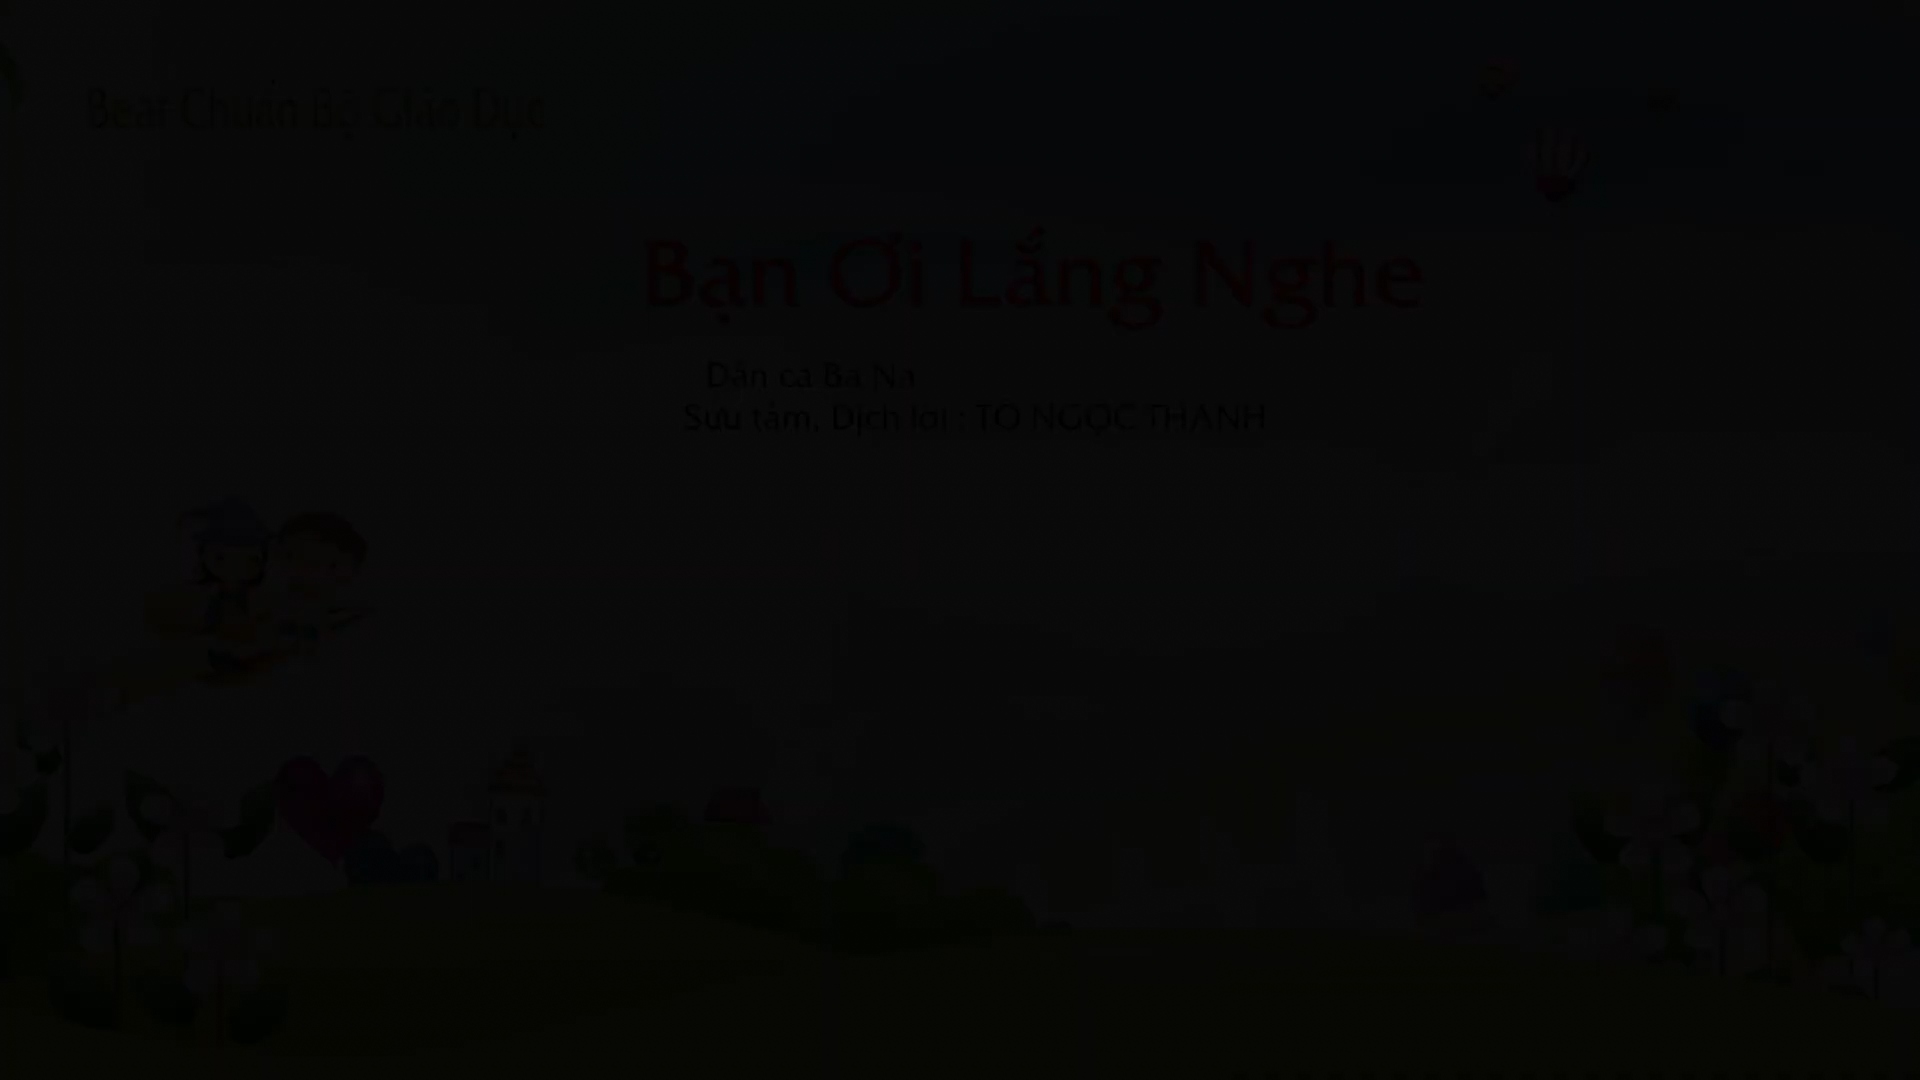 Beat Chuẩn Bộ Giáo Dục
Bạn Ơi Lắng Nghe
Dân ca Ba Na
Sưu tầm, Dịch lời : TÔ NGỌC THANH